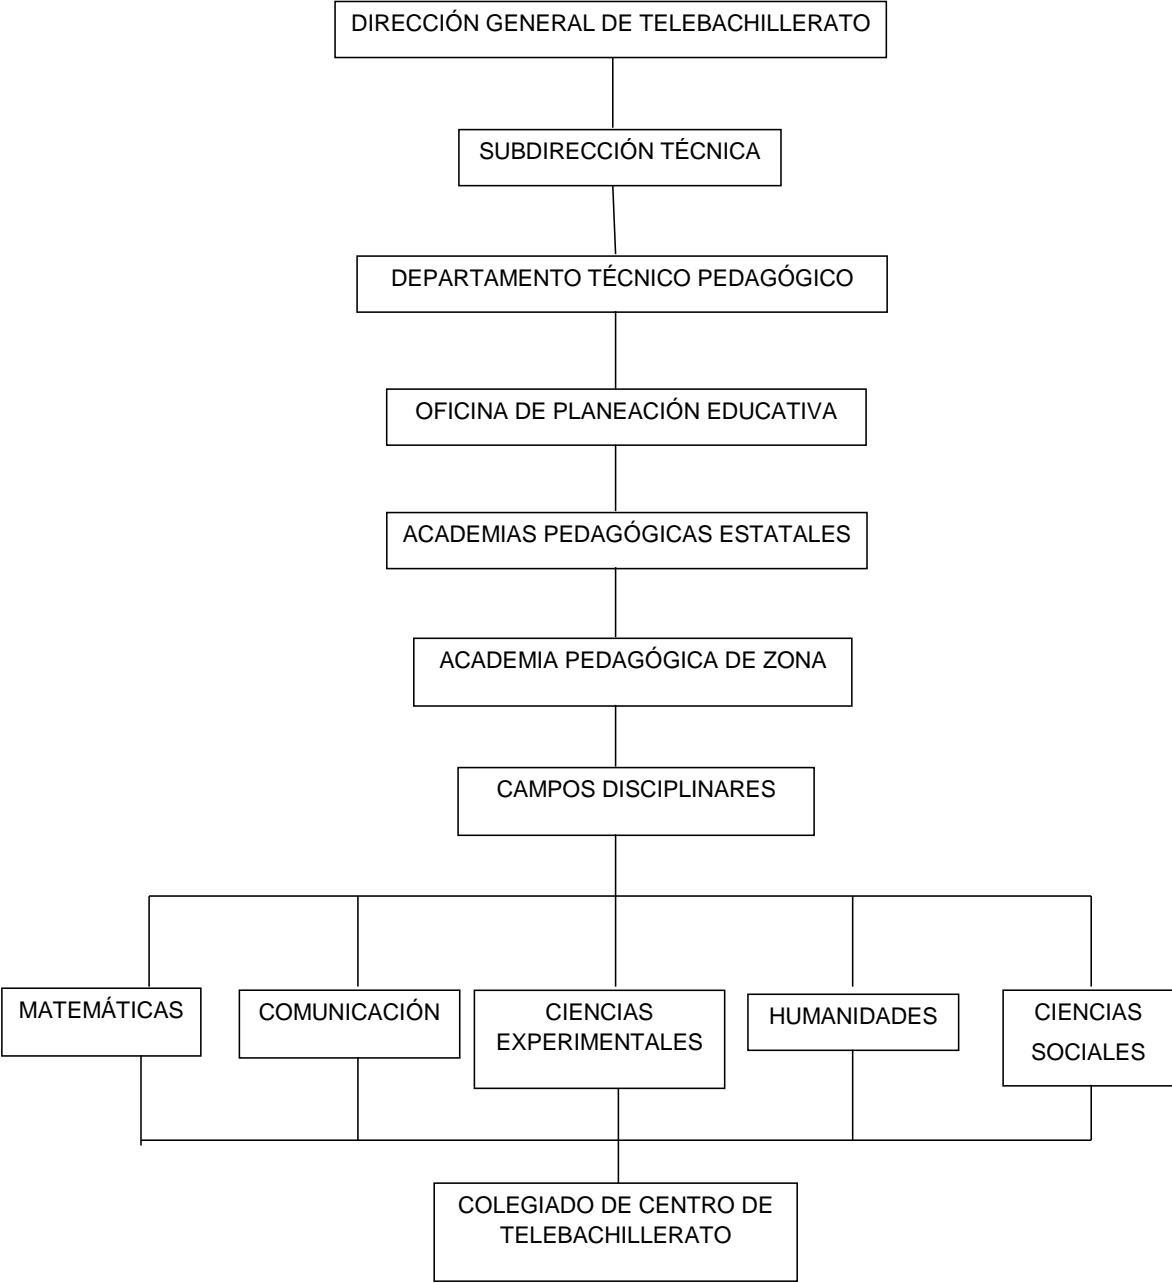 DIRECCIÓN GENERAL DE TELEBACHILLERATO
SUBDIRECCIÓN TÉCNICA
DEPARTAMENTO TÉCNICO PEDAGÓGICO
OFICINA DE PLANEACIÓN EDUCATIVA
ACADEMIAS PEDAGÓGICAS ESTATALES
ACADEMIA PEDAGÓGICA DE ZONA
CAMPOS DISCIPLINARES
MATEMÁTICAS
COMUNICACIÓN
CIENCIAS
EXPERIMENTALES
HUMANIDADES
CIENCIAS
SOCIALES
COLEGIADO DE CENTRO DE
TELEBACHILLERATO